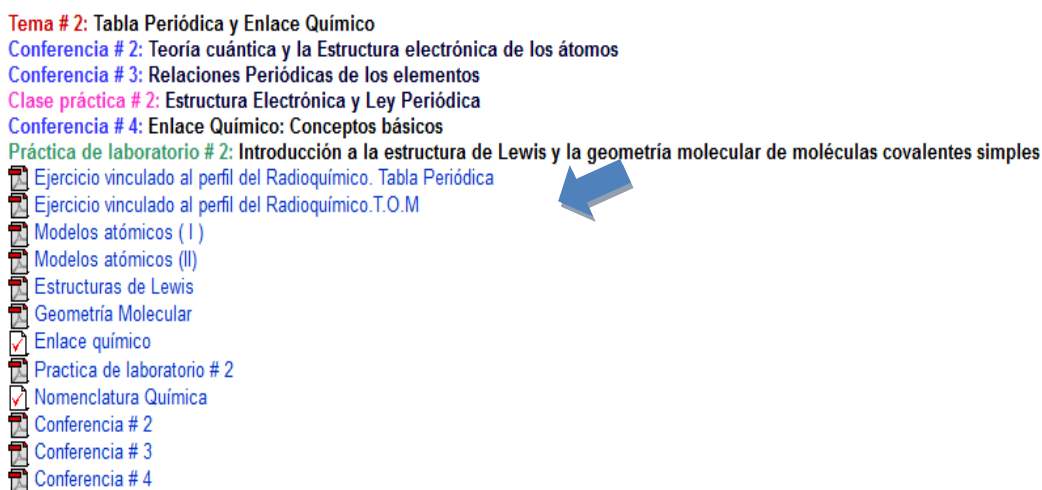 Tema # 2: Tabla Periódica y Enlace Químico
Conferencia # 2: Teoría cuántica y la Estructura electrónica de los átomos
Conferencia # 3: Relaciones Periódicas de los elementos
Clase práctica # 2: Estructura Electrónica y Ley Periódica
Conferencia # 4: Enlace Químico: Conceptos básicos
Práctica de laboratorio # 2: Introducción a la estructura de Lewis y la geometría molecular de moléculas covalentes simples
Ejercicio vinculado al perfil del Radioquímico. Tabla Periódica
Ejercicio vinculado al perfil del Radioquímico.T.O.M
Modelos atómicos ( I )
Modelos atómicos (II)
Estructuras de Lewis
Geometría Molecular
Enlace químico
Practica de laboratorio # 2
Nomenclatura Química
Conferencia # 2
Conferencia # 3
Conferencia # 4